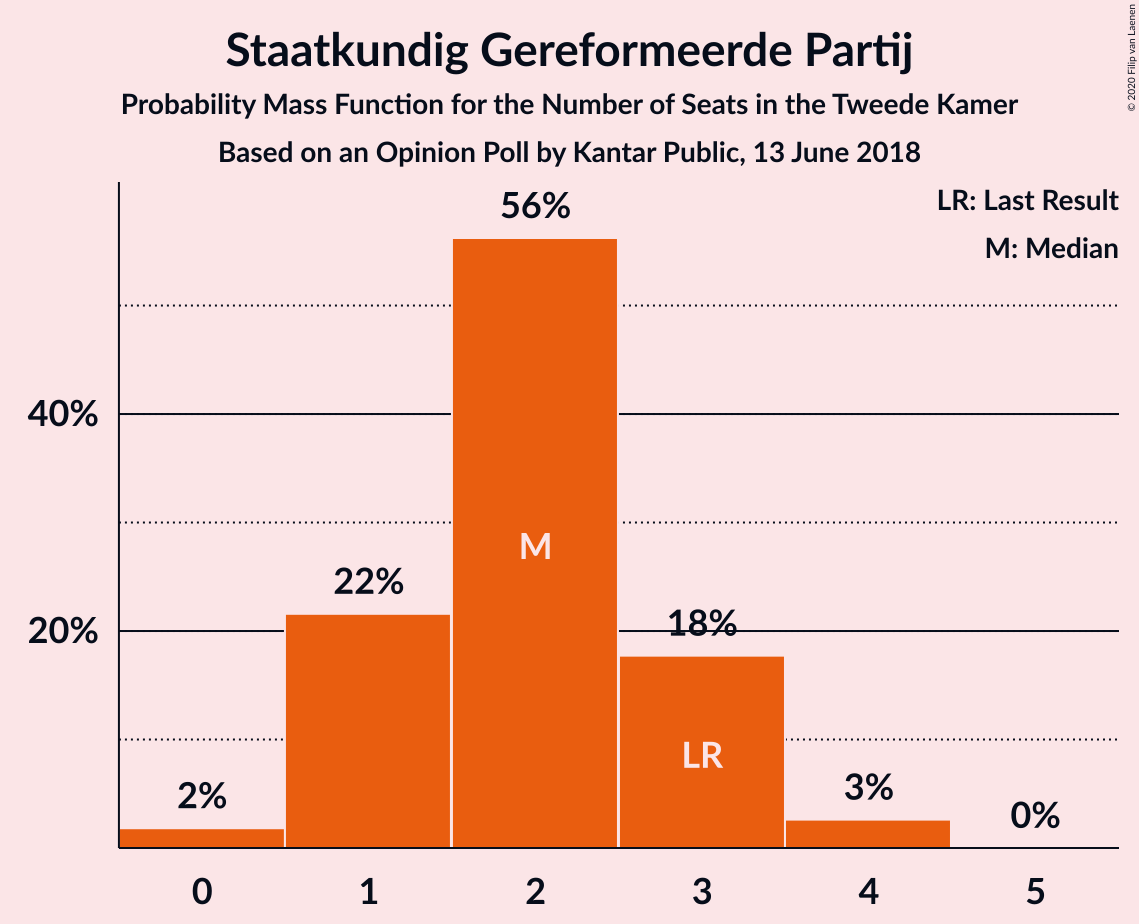 Staatkundig Gereformeerde Partij
Probability Mass Function for the Number of Seats in the Tweede Kamer
Based on an Opinion Poll by Kantar Public, 13 June 2018
© 2020 Filip van Laenen
LR: Last Result
M: Median
56%
40%
M
22%
20%
18%
LR
2%
3%
0%
0
1
2
3
4
5